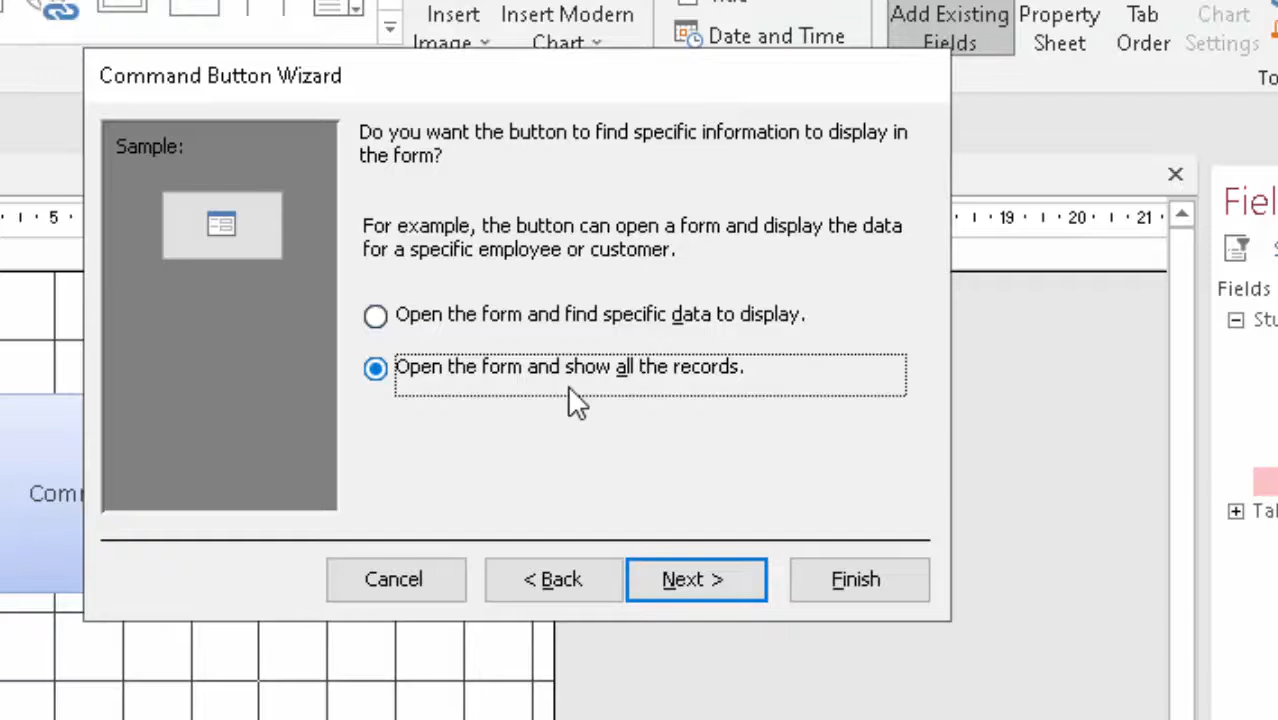 Insert
Image
Insert Modern
Chart
Date and Time
Add Existing
Fields
Property
Sheet
Tab
Order
Chart
Settings
Command Button Wizard
Sample:
Do you want the button to find specific information to display in
the form?
For example, the button can open a form and display the data
for a specific employee or customer.
Open the form and find specific data to display.
Open the form and show all the records.
Cancel
< Back
Next >
Finish
5
19
20
21
Fields